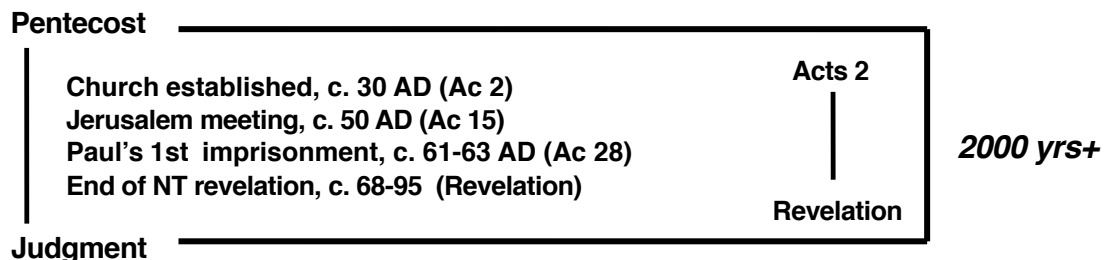 Pentecost
Church established, c. 30 AD (Ac 2)
Jerusalem meeting, c. 50 AD (Ac 15)
Paul's 1st imprisonment, c. 61-63 AD (Ac 28)
End of NT revelation, c. 68-95 (Revelation)
Acts 2
Revelation
2000 yrs+
Judgment